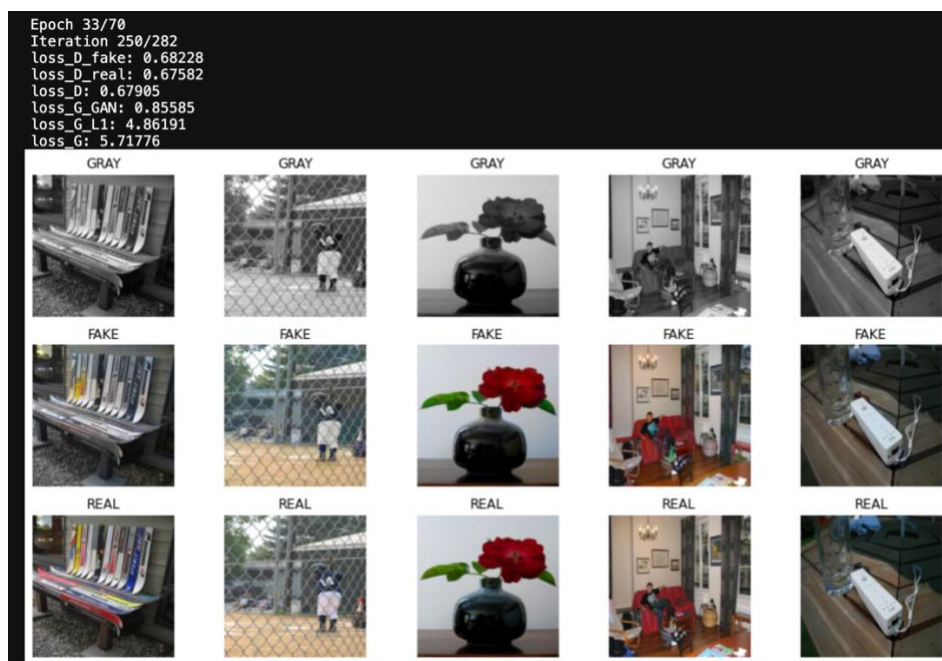 Epoch 33/70
Iteration 250/282
loss_D_fake: 0.68228
loss_D_real: 0.67582
loss_D: 0.67905
loss_G_GAN: 0.85585
loss_G_L1: 4.86191
loss_G: 5.71776
GRAY GRAY GRAY GRAY GRAY
FAKE FAKE FAKE FAKE FAKE
REAL REAL REAL REAL REAL